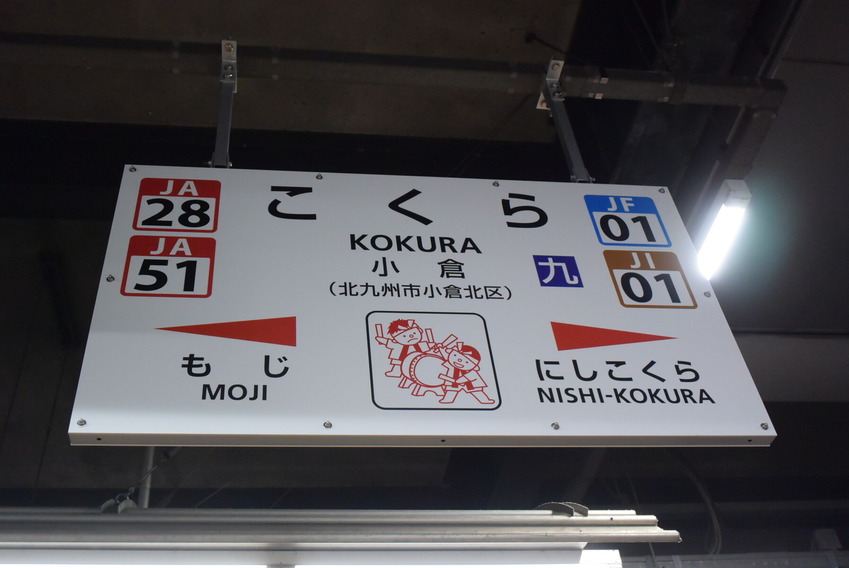 JA
28
JA
51
こくら
KOKURA
小倉
(北九州市小倉北区)
九
JF
01
JI
01
もじ
MOJI
にしこくら
NISHI-KOKURA